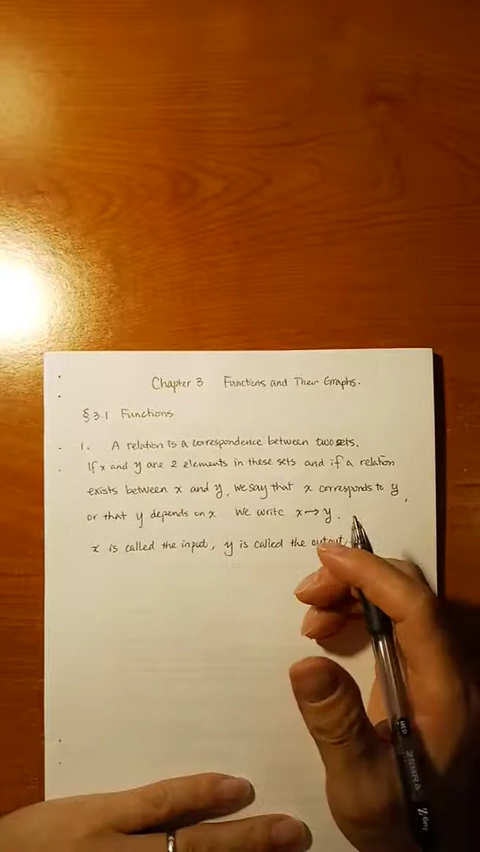 Chapter 3 Functions and Their Graphs.
§3.1 Functions
1. A relation is a correspondence between two sets.
If x and y are 2 elements in these sets and if a relation
exists between x and y, we say that x corresponds to y,
or that y depends on x. We write x→y.
x is called the input, y is called the output
ZEBRA